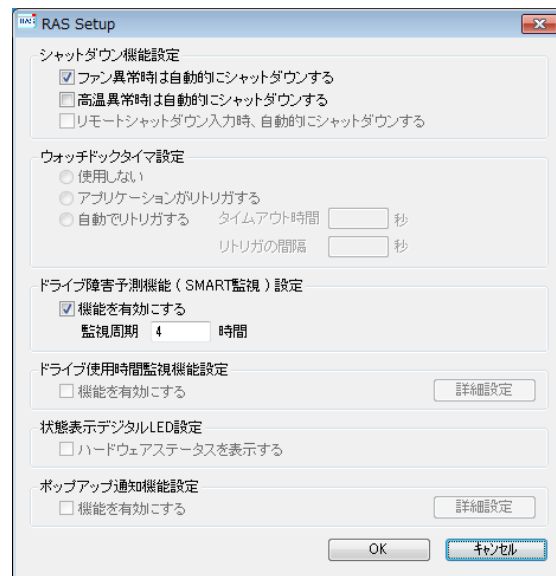 RAS RAS Setup
シャットダウン機能設定
ファン異常時は自動的にシャットダウンする
高温異常時は自動的にシャットダウンする
リモートシャットダウン入力時、自動的にシャットダウンする
ウォッチドックタイマ設定
使用しない
アプリケーションがリトリガする
自動でリトリガする タイムアウト時間 秒
リトリガの間隔 秒
ドライブ障害予測機能(SMART監視)設定
機能を有効にする
監視周期 4 時間
ドライブ使用時間監視機能設定
機能を有効にする 詳細設定
状態表示デジタルLED設定
ハードウェアステータスを表示する
ポップアップ通知機能設定
機能を有効にする 詳細設定
OK キャンセル